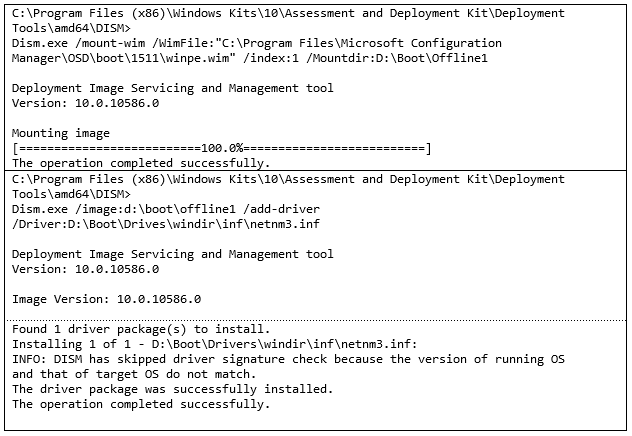 C:\Program Files (x86)\Windows Kits\10\Assessment and Deployment Kit\Deployment
Tools\amd64\DISM>
Dism.exe /mount-wim /WimFile:"C:\Program Files\Microsoft Configuration
Manager\OSD\boot\1511\winpe.wim" /index:1 /Mountdir:D:\Boot\Offline1
Deployment Image Servicing and Management tool
Version: 10.0.10586.0
Mounting image
[==========================100.0%==========================]
The operation completed successfully.
C:\Program Files (x86)\Windows Kits\10\Assessment and Deployment Kit\Deployment
Tools\amd64\DISM>
Dism.exe /image:d:\boot\offline1 /add-driver
/Driver:D:\Boot\Drives\windir\inf\netnm3.inf
Deployment Image Servicing and Management tool
Version: 10.0.10586.0
Image Version: 10.0.10586.0
Found 1 driver package(s) to install.
Installing 1 of 1 - D:\Boot\Drivers\windir\inf\netnm3.inf:
INFO: DISM has skipped driver signature check because the version of running OS
and that of target OS do not match.
The driver package was successfully installed.
The operation completed successfully.